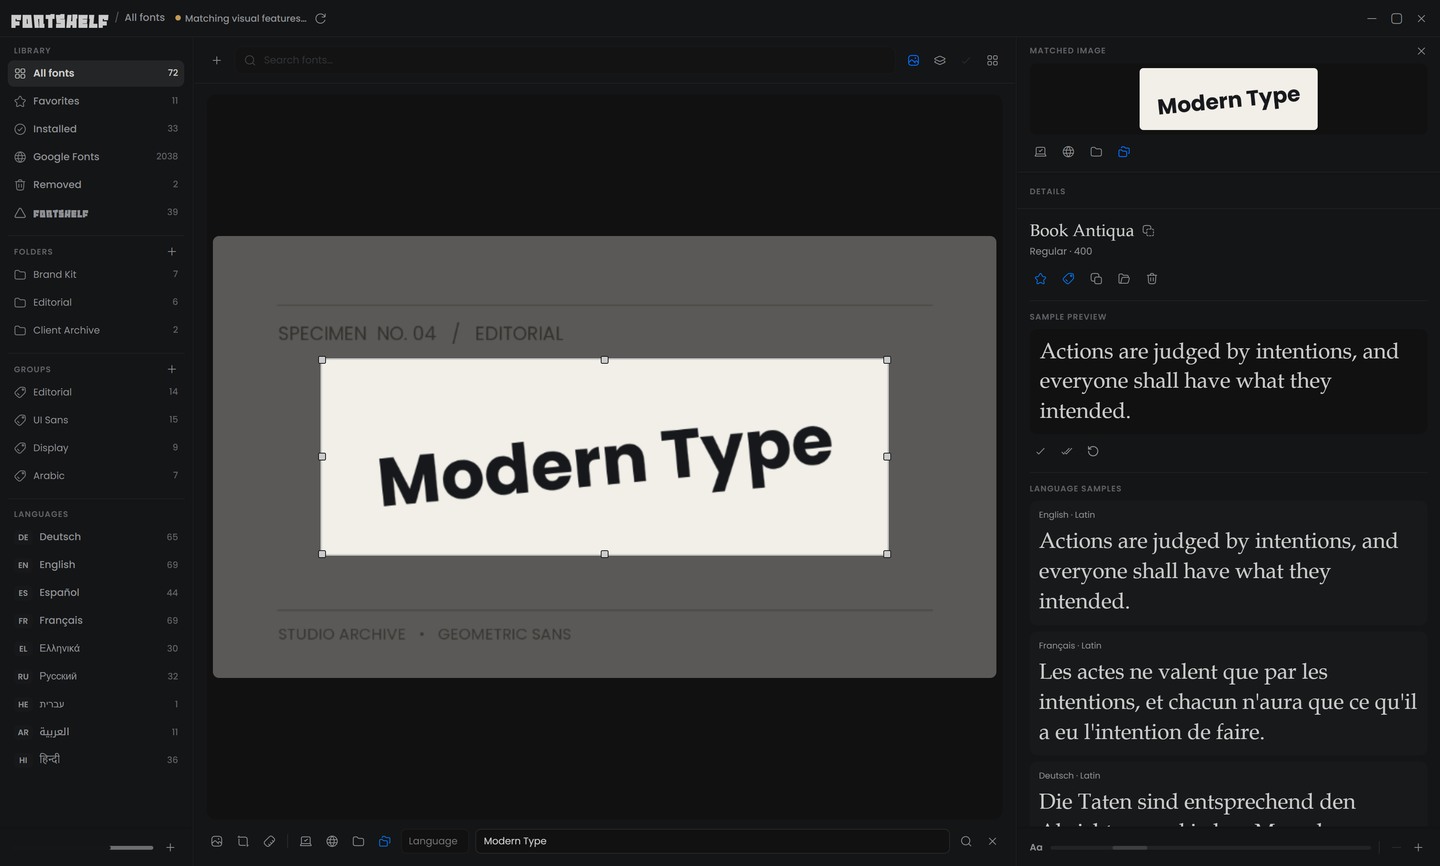 FONTSHELF / All fonts Matching visual features...
LIBRARY
All fonts 72
Favorites 11
Installed 33
Google Fonts 2038
Removed 2
FONTSHELF 39
FOLDERS
Brand Kit 7
Editorial 6
Client Archive 2
GROUPS
Editorial 14
UI Sans 15
Display 9
Arabic 7
LANGUAGES
DE Deutsch 65
EN English 69
ES Español 44
FR Français 69
EL Ελληνικά 30
RU Русский 32
HE עברית 1
AR العربية 11
HI हिन्दी 36
Search fonts...
SPECIMEN NO. 04 / EDITORIAL
Modern Type
STUDIO ARCHIVE • GEOMETRIC SANS
Language
Modern Type
MATCHED IMAGE
Modern Type
DETAILS
Book Antiqua
Regular · 400
SAMPLE PREVIEW
Actions are judged by intentions, and
everyone shall have what they
intended.
LANGUAGE SAMPLES
English · Latin
Actions are judged by intentions, and
everyone shall have what they
intended.
Français · Latin
Les actes ne valent que par les
intentions, et chacun n'aura que ce qu'il
a eu l'intention de faire.
Deutsch · Latin
Die Taten sind entsprechend den
Aa